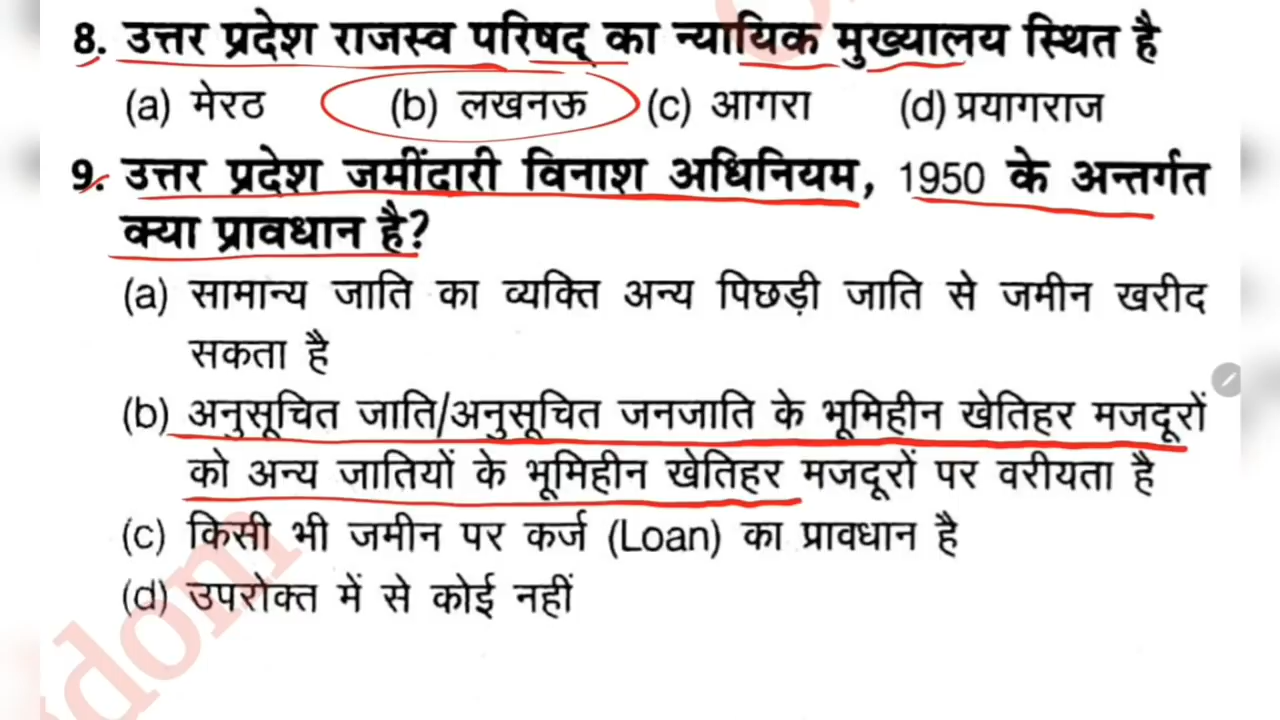 8. उत्तर प्रदेश राजस्व परिषद् का न्यायिक मुख्यालय स्थित है
(a) मेरठ (b) लखनऊ (c) आगरा (d) प्रयागराज
9. उत्तर प्रदेश जमींदारी विनाश अधिनियम, 1950 के अन्तर्गत
क्या प्रावधान है?
(a) सामान्य जाति का व्यक्ति अन्य पिछड़ी जाति से जमीन खरीद
सकता है
(b) अनुसूचित जाति/अनुसूचित जनजाति के भूमिहीन खेतिहर मजदूरों
को अन्य जातियों के भूमिहीन खेतिहर मजदूरों पर वरीयता है
(c) किसी भी जमीन पर कर्ज (Loan) का प्रावधान है
(d) उपरोक्त में से कोई नहीं
dom